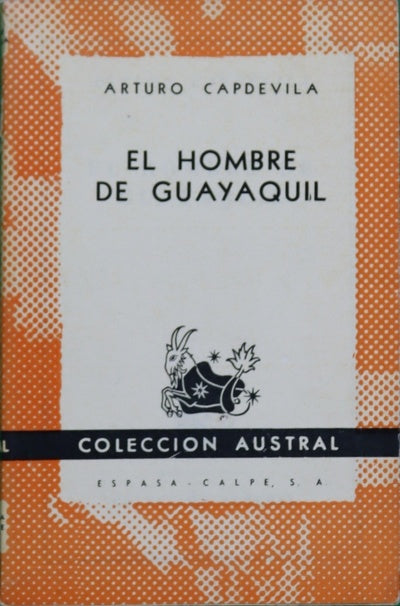 ARTURO CAPDEVILA
EL HOMBRE
DE GUAYAQUIL
L COLECCION AUSTRAL
ESPASA-CALPE, S. A.